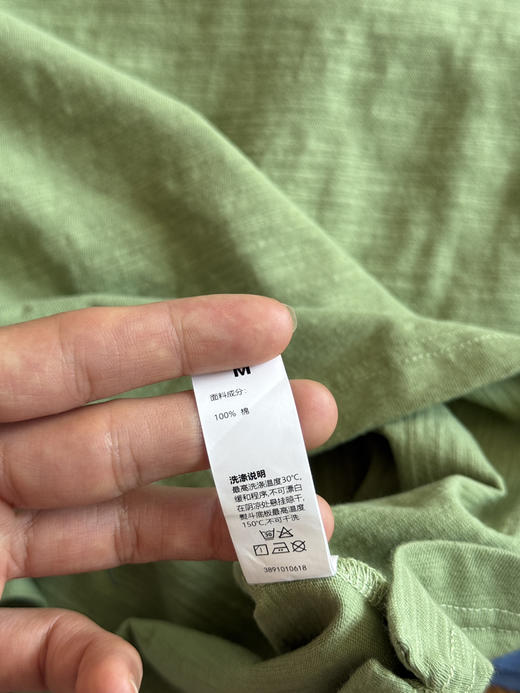 M
面料成分:
100% 棉
洗涤说明
最高洗涤温度30℃,
缓和程序,不可漂白
在阴凉处悬挂晾干,
熨斗底板最高温度
150℃,不可干洗
3891010618